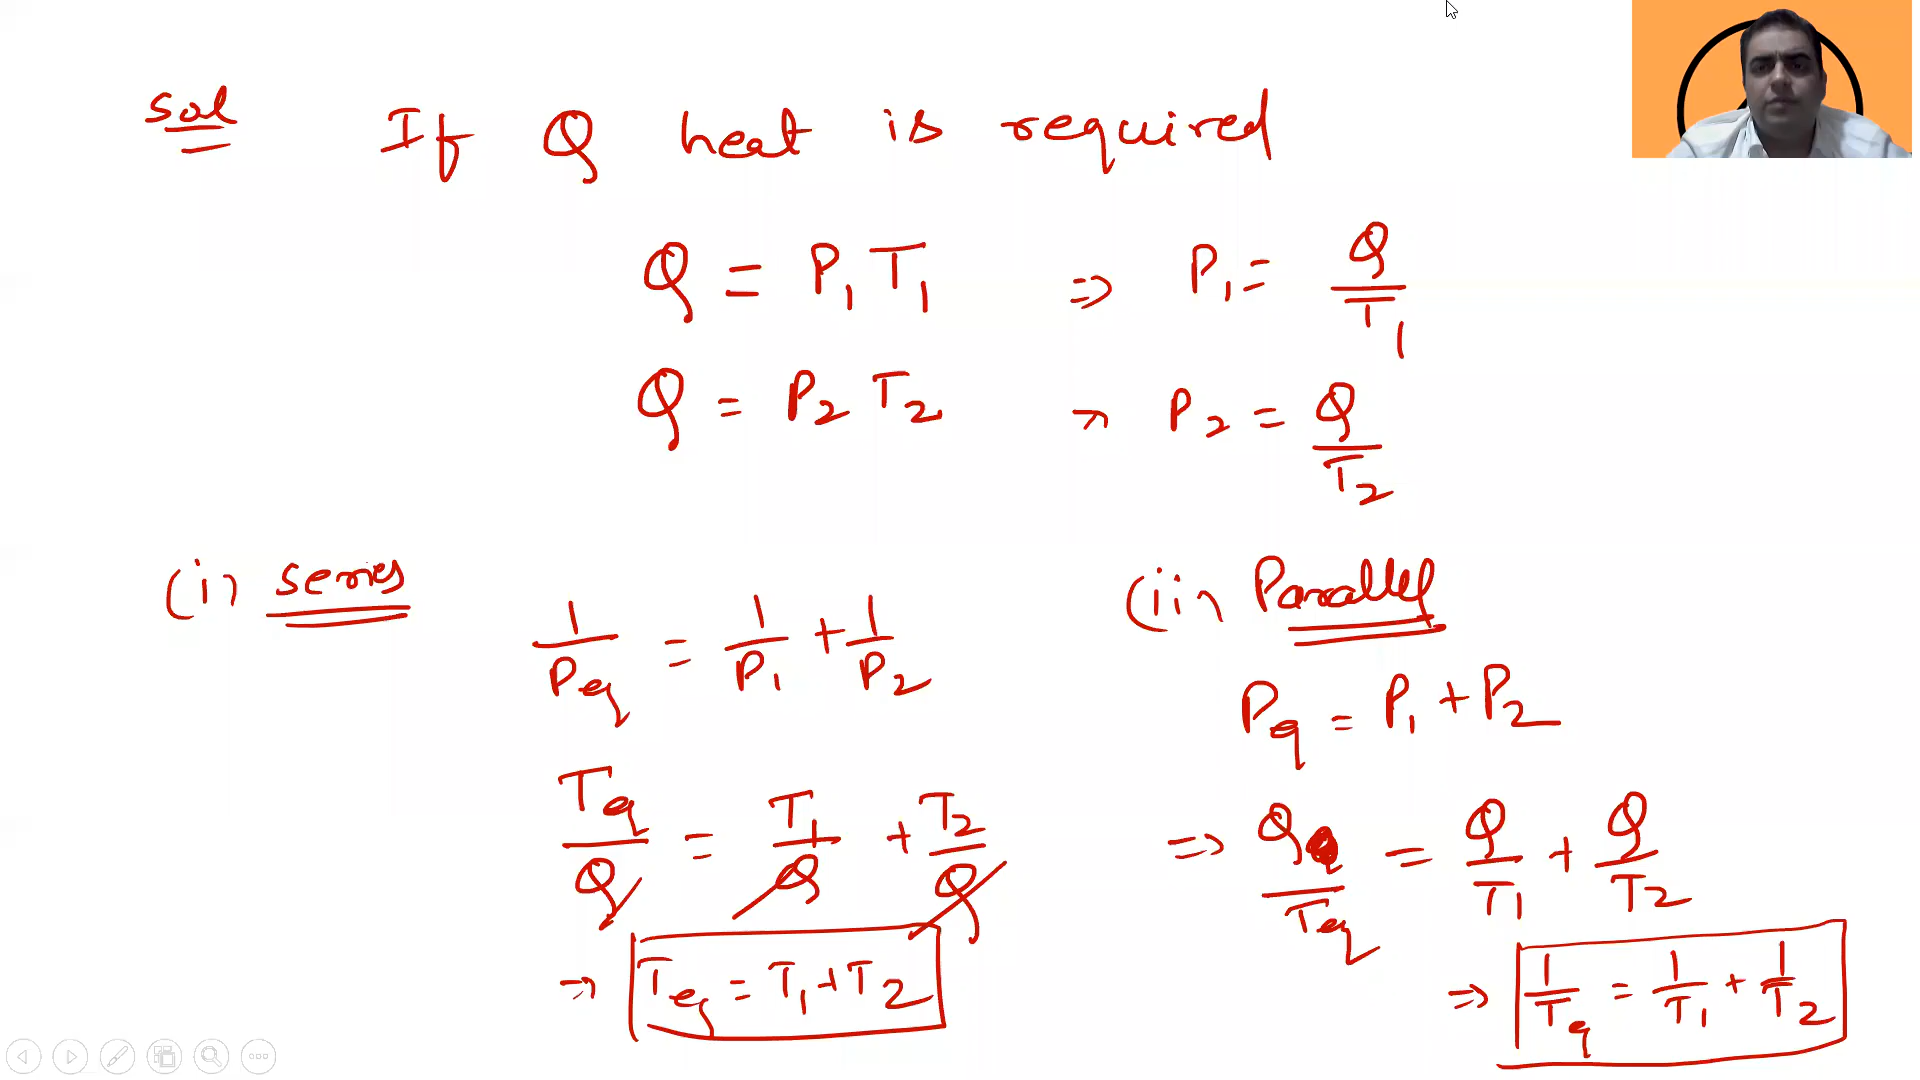 Sol If Q heat is required
Q = P₁ T₁ ⇒ P₁ = Q/T₁
Q = P₂ T₂ ⇒ P₂ = Q/T₂
(i) Series
1/Peq = 1/P₁ + 1/P₂
Teq/Q = T₁/Q + T₂/Q
⇒ Teq = T₁ + T₂
(ii) Parallel
Pq = P₁ + P₂
⇒ Q/Teq = Q/T₁ + Q/T₂
⇒ 1/Tq = 1/T₁ + 1/T₂